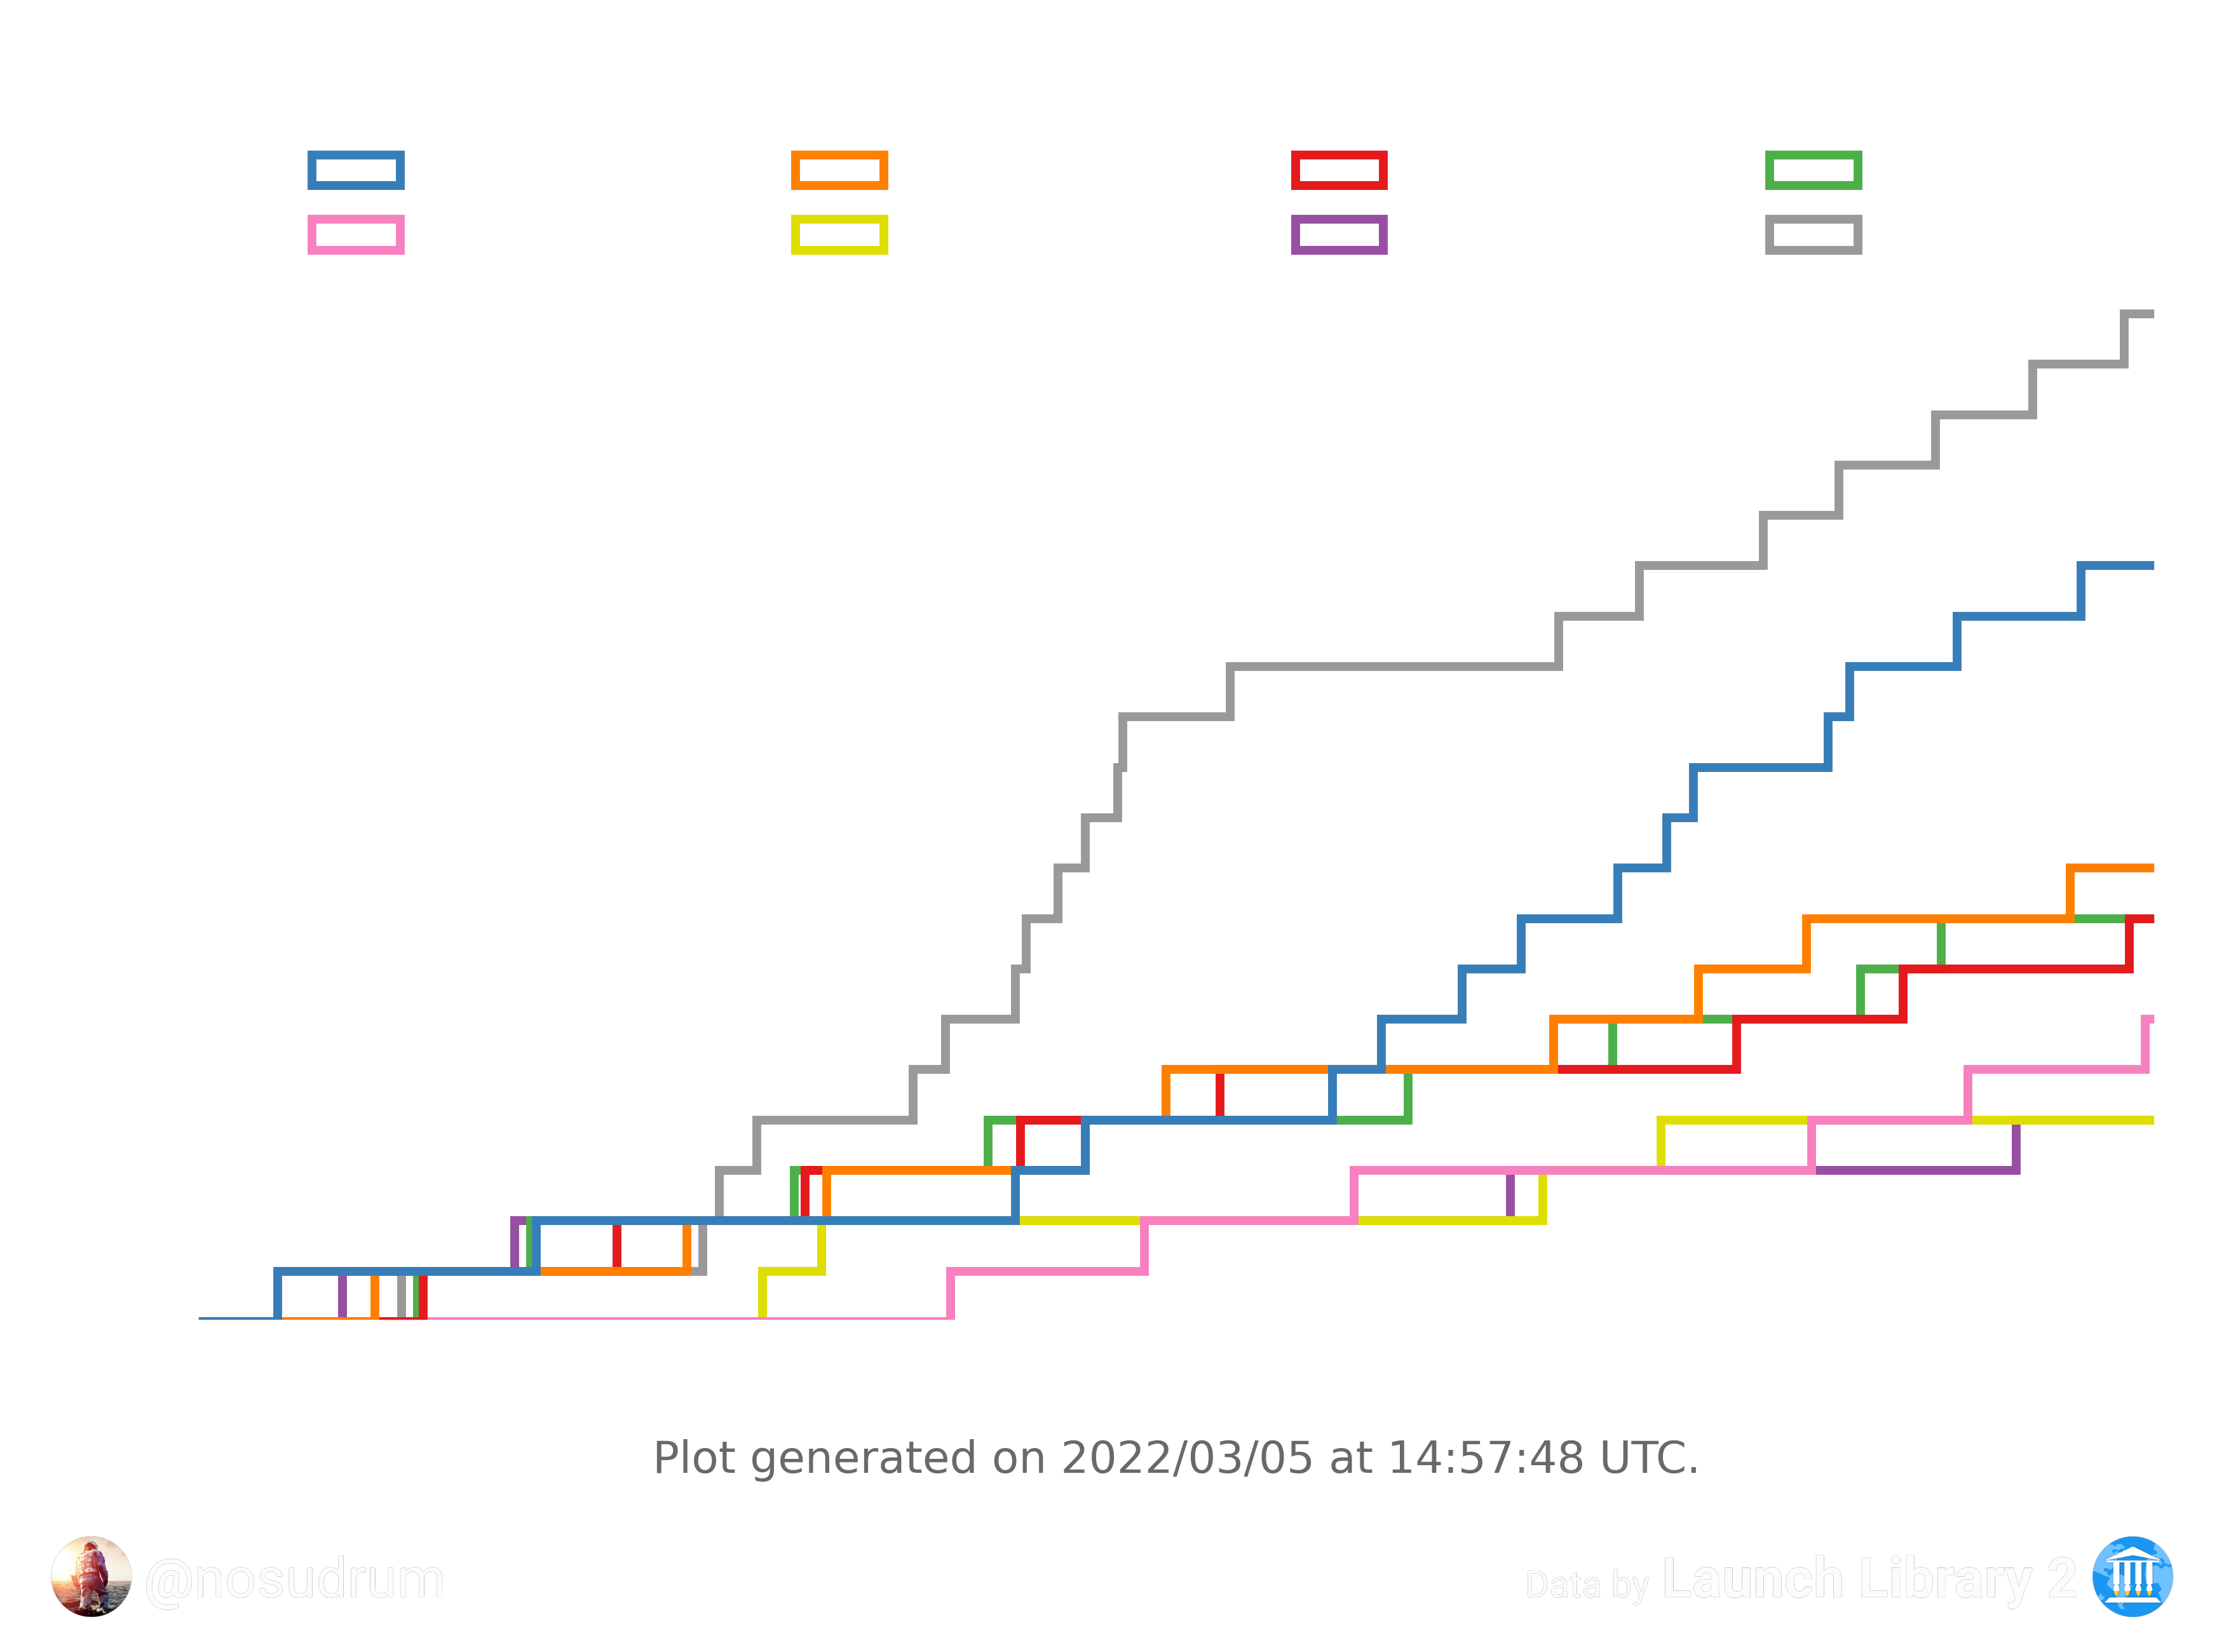 Plot generated on 2022/03/05 at 14:57:48 UTC.
@nosudrum
Data by Launch Library 2